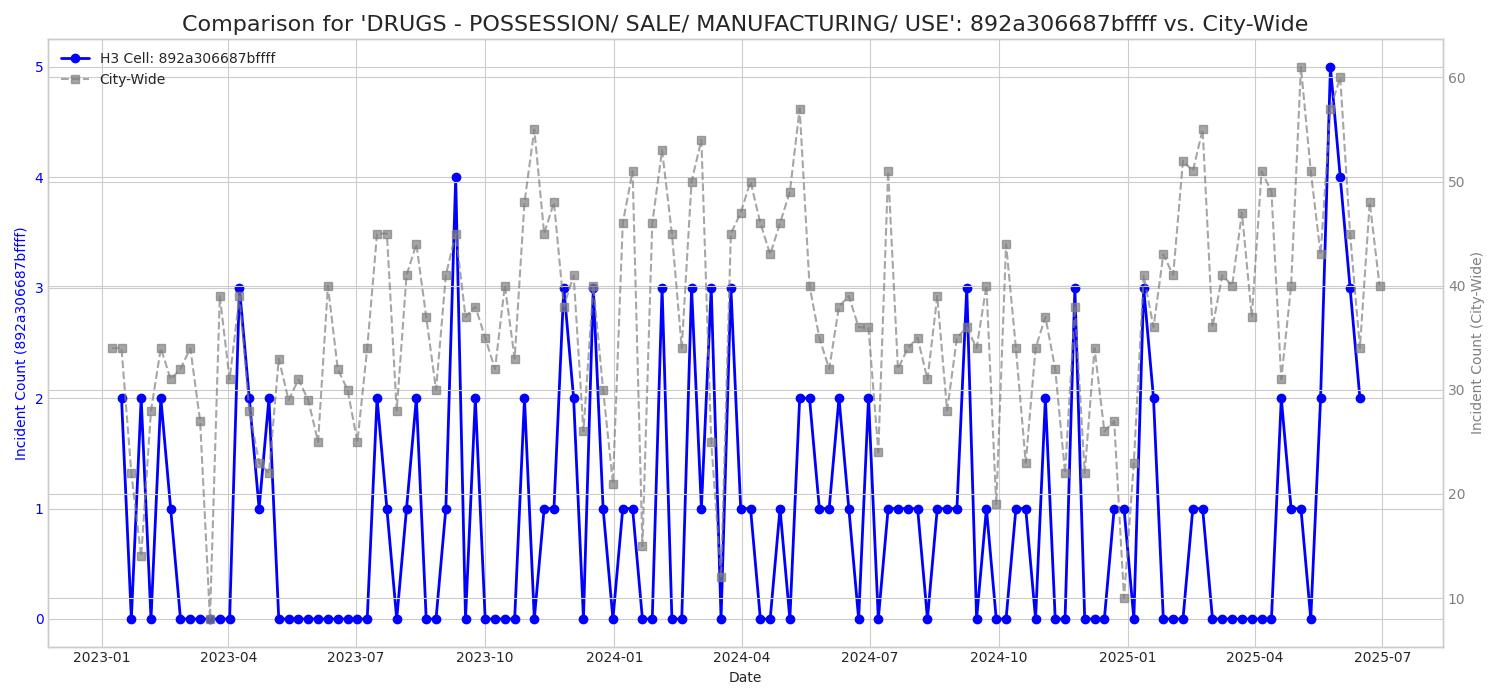 Comparison for 'DRUGS - POSSESSION/ SALE/ MANUFACTURING/ USE': 892a306687bffff vs. City-Wide
H3 Cell: 892a306687bffff
City-Wide
Incident Count (892a306687bffff)
5
4
3
2
1
0
60
50
40
30
20
10
Incident Count (City-Wide)
2023-01 2023-04 2023-07 2023-10 2024-01 2024-04 2024-07 2024-10 2025-01 2025-04 2025-07
Date